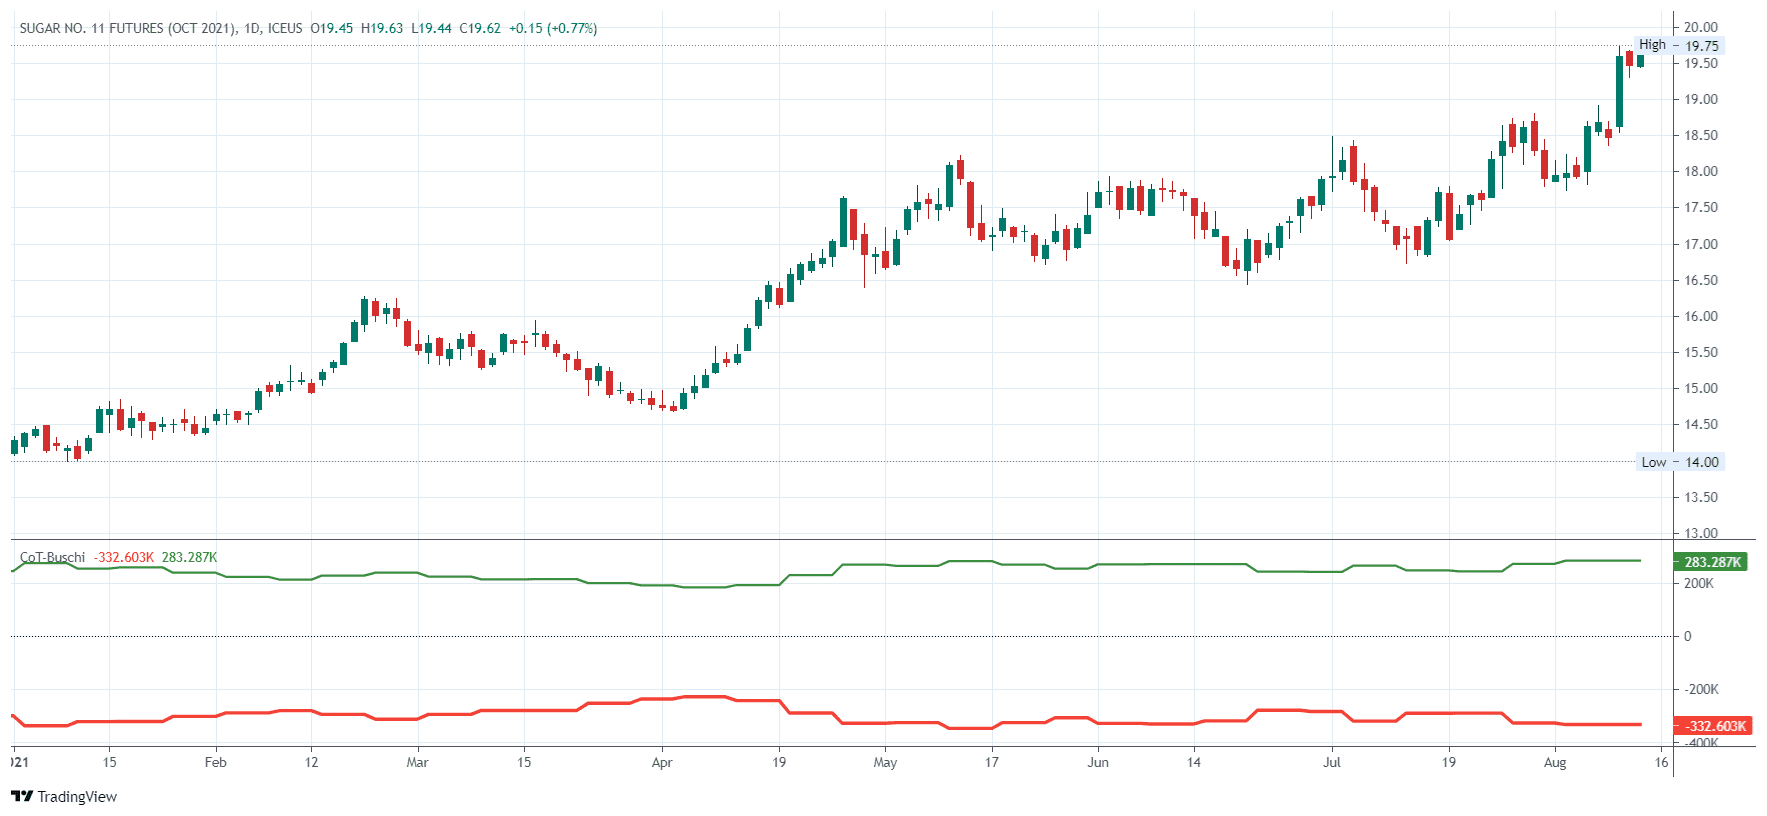 SUGAR NO. 11 FUTURES (OCT 2021), 1D, ICEUS O19.45 H19.63 L19.44 C19.62 +0.15 (+0.77%)
20.00
High 19.75
19.50
19.00
18.50
18.00
17.50
17.00
16.50
16.00
15.50
15.00
14.50
Low 14.00
13.50
13.00
CoT-Buschi -332.603K 283.287K
283.287K
200K
0
-200K
-332.603K
-400K
021 15 Feb 12 Mar 15 Apr 19 May 17 Jun 14 Jul 19 Aug 16
TradingView